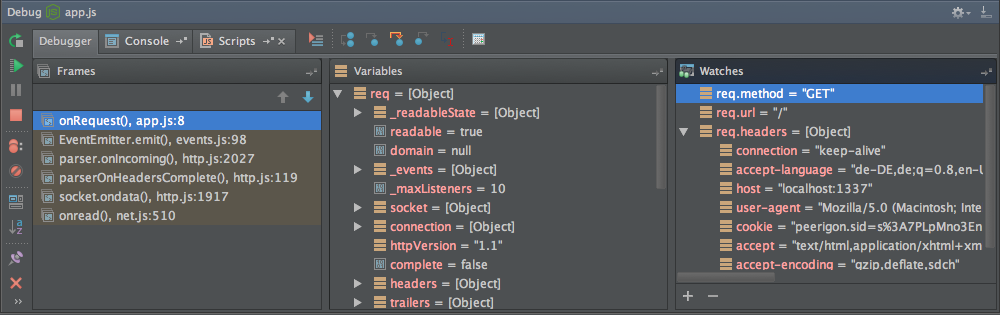 Debug app.js
Debugger Console Scripts
Frames
onRequest(), app.js:8
EventEmitter.emit(), events.js:98
parser.onIncoming(), http.js:2027
parserOnHeadersComplete(), http.js:119
socket.ondata(), http.js:1917
onread(), net.js:510
Variables
req = [Object]
_readableState = [Object]
readable = true
domain = null
_events = [Object]
_maxListeners = 10
socket = [Object]
connection = [Object]
httpVersion = "1.1"
complete = false
headers = [Object]
trailers = [Object]
Watches
req.method = "GET"
req.url = "/"
req.headers = [Object]
connection = "keep-alive"
accept-language = "de-DE,de;q=0.8,en-U
host = "localhost:1337"
user-agent = "Mozilla/5.0 (Macintosh; Inte
cookie = "peerigon.sid=s%3A7PLpMno3En
accept = "text/html,application/xhtml+xm
accept-encoding = "gzip,deflate,sdch"